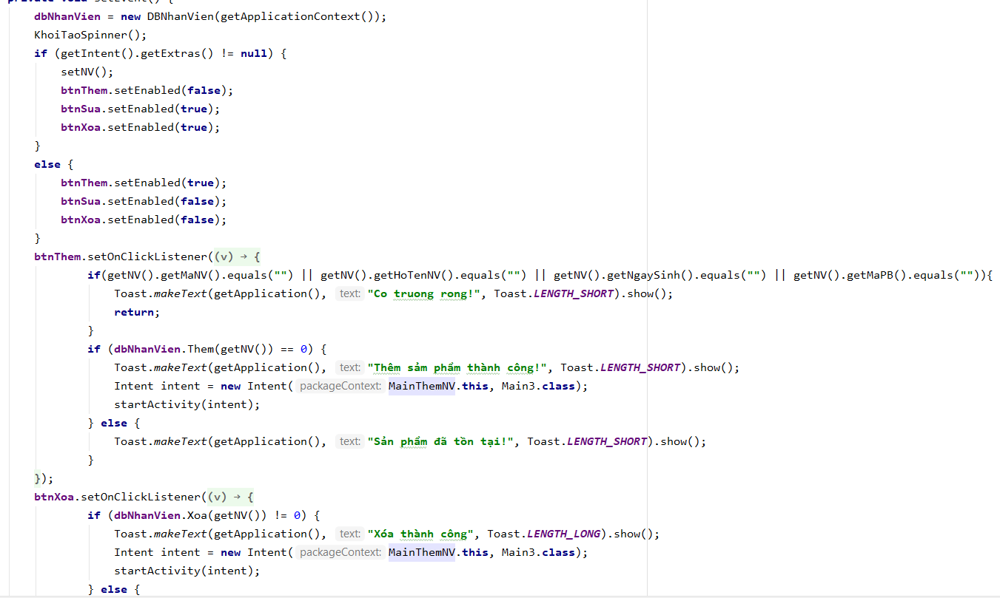 private void setEvent() {
dbNhanVien = new DBNhanVien(getApplicationContext());
KhoiTaoSpinner();
if (getIntent().getExtras() != null) {
setNV();
btnThem.setEnabled(false);
btnSua.setEnabled(true);
btnXoa.setEnabled(true);
}
else {
btnThem.setEnabled(true);
btnSua.setEnabled(false);
btnXoa.setEnabled(false);
}
btnThem.setOnClickListener((v) → {
if(getNV().getMaNV().equals("") || getNV().getHoTenNV().equals("") || getNV().getNgaySinh().equals("") || getNV().getMaPB().equals("")){
Toast.makeText(getApplication(), text: "Co truong rong!", Toast.LENGTH_SHORT).show();
return;
}
if (dbNhanVien.Them(getNV()) == 0) {
Toast.makeText(getApplication(), text: "Thêm sảm phẩm thành công!", Toast.LENGTH_SHORT).show();
Intent intent = new Intent( packageContext: MainThemNV.this, Main3.class);
startActivity(intent);
} else {
Toast.makeText(getApplication(), text: "Sản phẩm đã tồn tại!", Toast.LENGTH_SHORT).show();
}
});
btnXoa.setOnClickListener((v) → {
if (dbNhanVien.Xoa(getNV()) != 0) {
Toast.makeText(getApplication(), text: "Xóa thành công", Toast.LENGTH_LONG).show();
Intent intent = new Intent( packageContext: MainThemNV.this, Main3.class);
startActivity(intent);
} else {